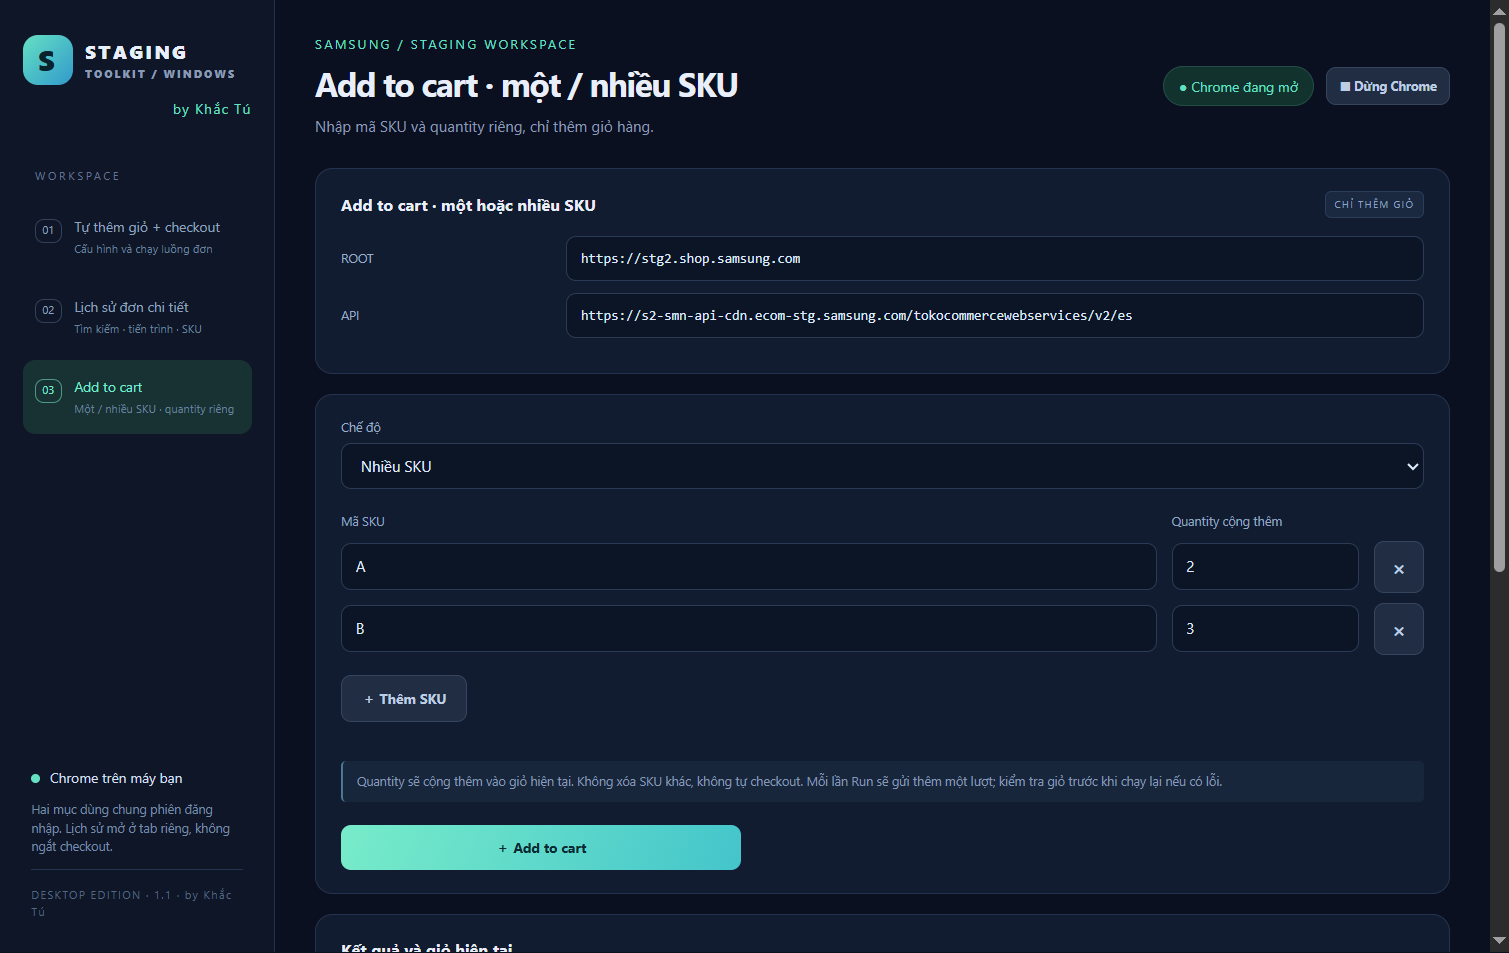 S
STAGING
TOOLKIT / WINDOWS
by Khắc Tú
WORKSPACE
01
Tự thêm giỏ + checkout
Cấu hình và chạy luồng đơn
02
Lịch sử đơn chi tiết
Tìm kiếm · tiến trình · SKU
03
Add to cart
Một / nhiều SKU · quantity riêng
Chrome trên máy bạn
Hai mục dùng chung phiên đăng
nhập. Lịch sử mở ở tab riêng, không
ngắt checkout.
DESKTOP EDITION · 1.1 · by Khắc
Tú
SAMSUNG / STAGING WORKSPACE
Add to cart · một / nhiều SKU
Nhập mã SKU và quantity riêng, chỉ thêm giỏ hàng.
● Chrome đang mở
■ Dừng Chrome
Add to cart · một hoặc nhiều SKU
CHỈ THÊM GIỎ
ROOT
https://stg2.shop.samsung.com
API
https://s2-smn-api-cdn.ecom-stg.samsung.com/tokocommercewebservices/v2/es
Chế độ
Nhiều SKU
Mã SKU
Quantity cộng thêm
A
2
×
B
3
×
+ Thêm SKU
Quantity sẽ cộng thêm vào giỏ hiện tại. Không xóa SKU khác, không tự checkout. Mỗi lần Run sẽ gửi thêm một lượt; kiểm tra giỏ trước khi chạy lại nếu có lỗi.
+ Add to cart
Kết quả và giỏ hiện tại